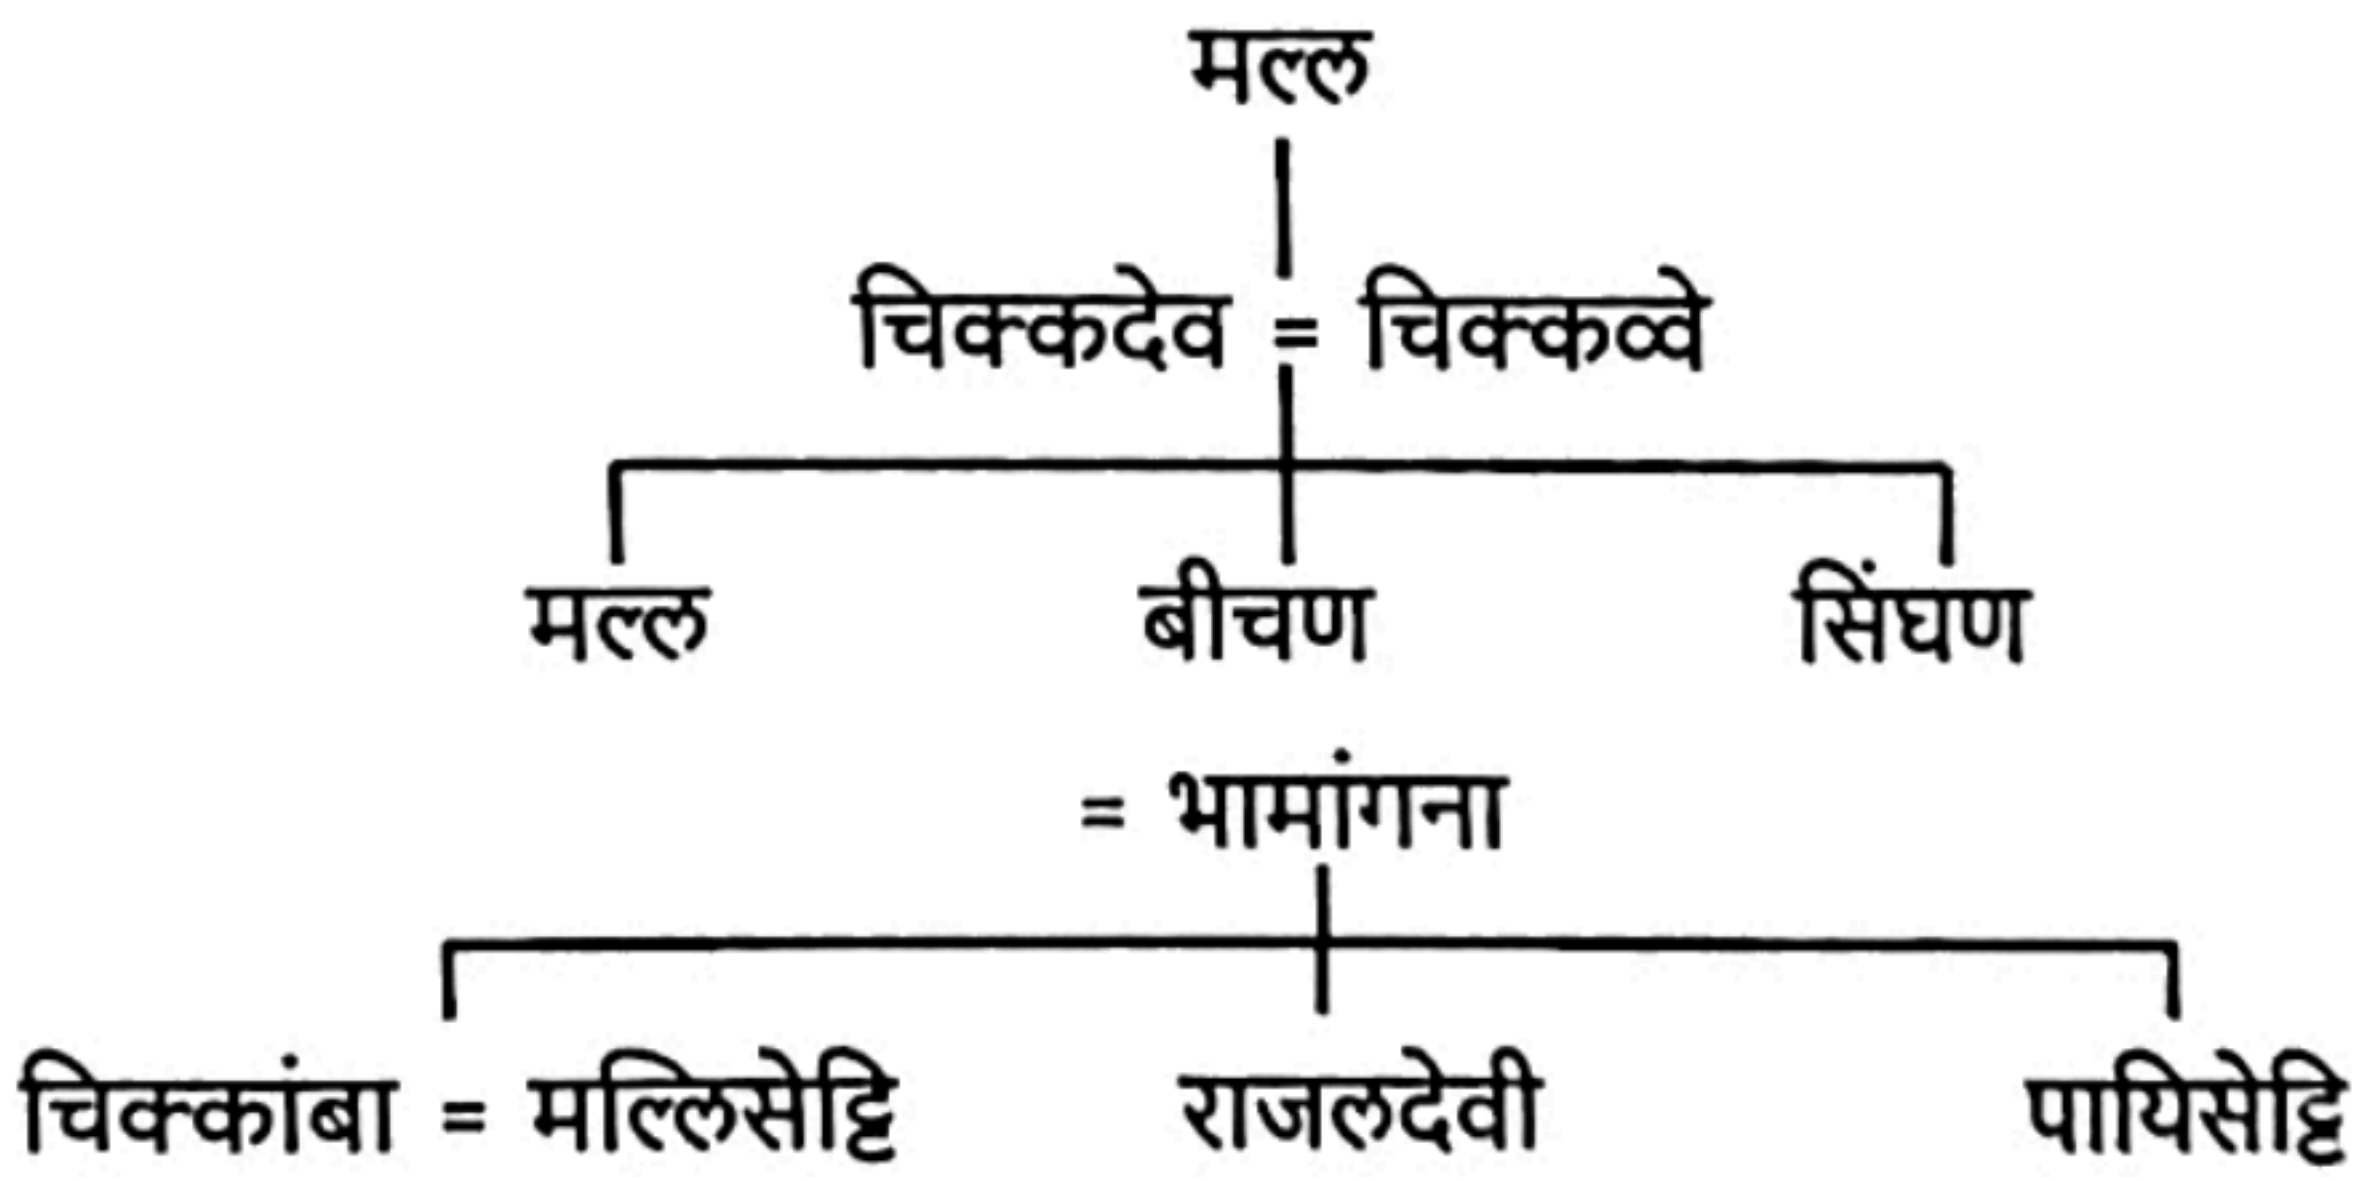 मल्ल
चिक्कदेव = चिक्कव्वे
मल्ल बीचण सिंघण
= भामांगना
चिक्कांबा = मल्लिसेट्टि राजलदेवी पायिसेट्टि